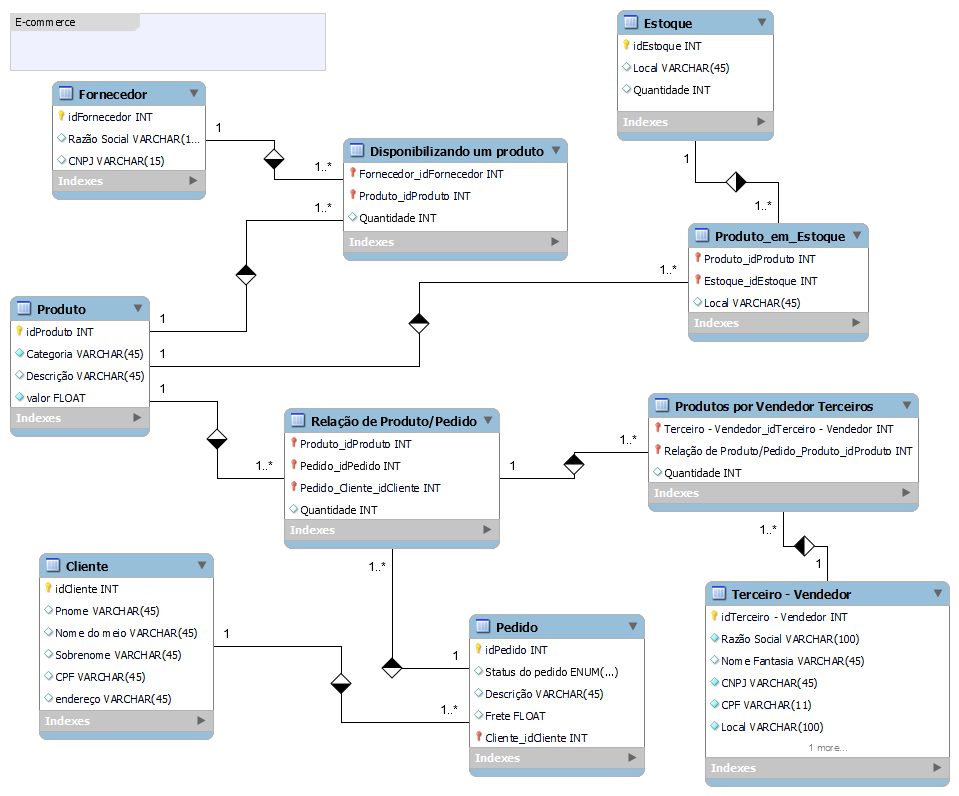 E-commerce
Fornecedor
idFornecedor INT
Razão Social VARCHAR(1...
CNPJ VARCHAR(15)
Indexes
1
1..*
Disponibilizando um produto
Fornecedor_idFornecedor INT
Produto_idProduto INT
Quantidade INT
Indexes
1..*
Estoque
idEstoque INT
Local VARCHAR(45)
Quantidade INT
Indexes
1
1..*
Produto_em_Estoque
Produto_idProduto INT
Estoque_idEstoque INT
Local VARCHAR(45)
Indexes
1..*
Produto
idProduto INT
Categoria VARCHAR(45)
Descrição VARCHAR(45)
valor FLOAT
Indexes
1
1
1
1..*
Relação de Produto/Pedido
Produto_idProduto INT
Pedido_idPedido INT
Pedido_Cliente_idCliente INT
Quantidade INT
Indexes
1
1..*
Produtos por Vendedor Terceiros
Terceiro - Vendedor_idTerceiro - Vendedor INT
Relação de Produto/Pedido_Produto_idProduto INT
Quantidade INT
Indexes
1..*
1
Terceiro - Vendedor
idTerceiro - Vendedor INT
Razão Social VARCHAR(100)
Nome Fantasia VARCHAR(45)
CNPJ VARCHAR(45)
CPF VARCHAR(11)
Local VARCHAR(100)
1 more...
Indexes
Cliente
idCliente INT
Pnome VARCHAR(45)
Nome do meio VARCHAR(45)
Sobrenome VARCHAR(45)
CPF VARCHAR(45)
endereço VARCHAR(45)
Indexes
1
1..*
1
1..*
Pedido
idPedido INT
Status do pedido ENUM(...)
Descrição VARCHAR(45)
Frete FLOAT
Cliente_idCliente INT
Indexes